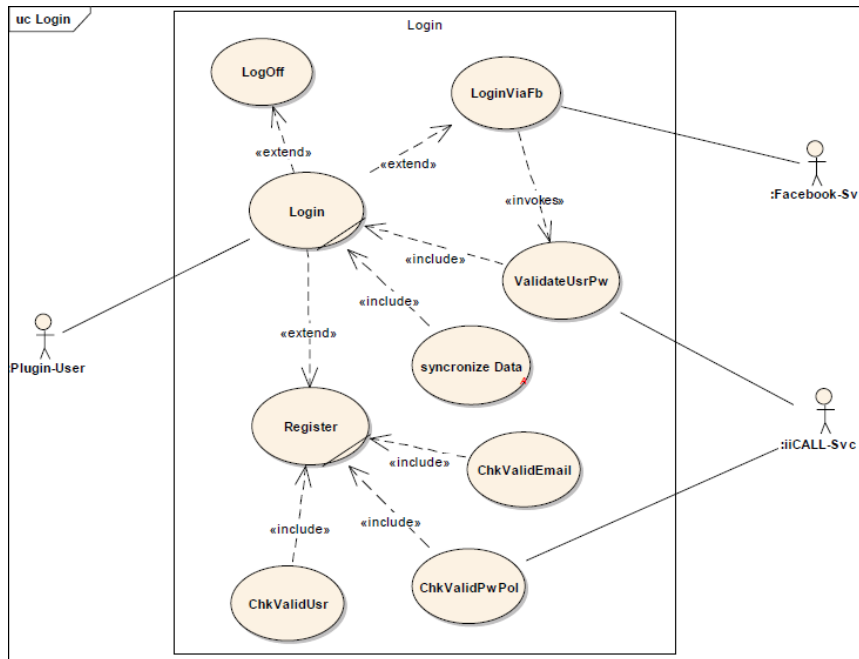 uc Login
Login
LogOff
LoginViaFb
«extend»
«extend»
:Facebook-Sv
Login
«invokes»
«include»
ValidateUsrPw
«include»
«extend»
syncronize Data
:Plugin-User
Register
«include»
ChkValidEmail
:iiCALL-Svc
«include»
«include»
ChkValidUsr
ChkValidPwPol